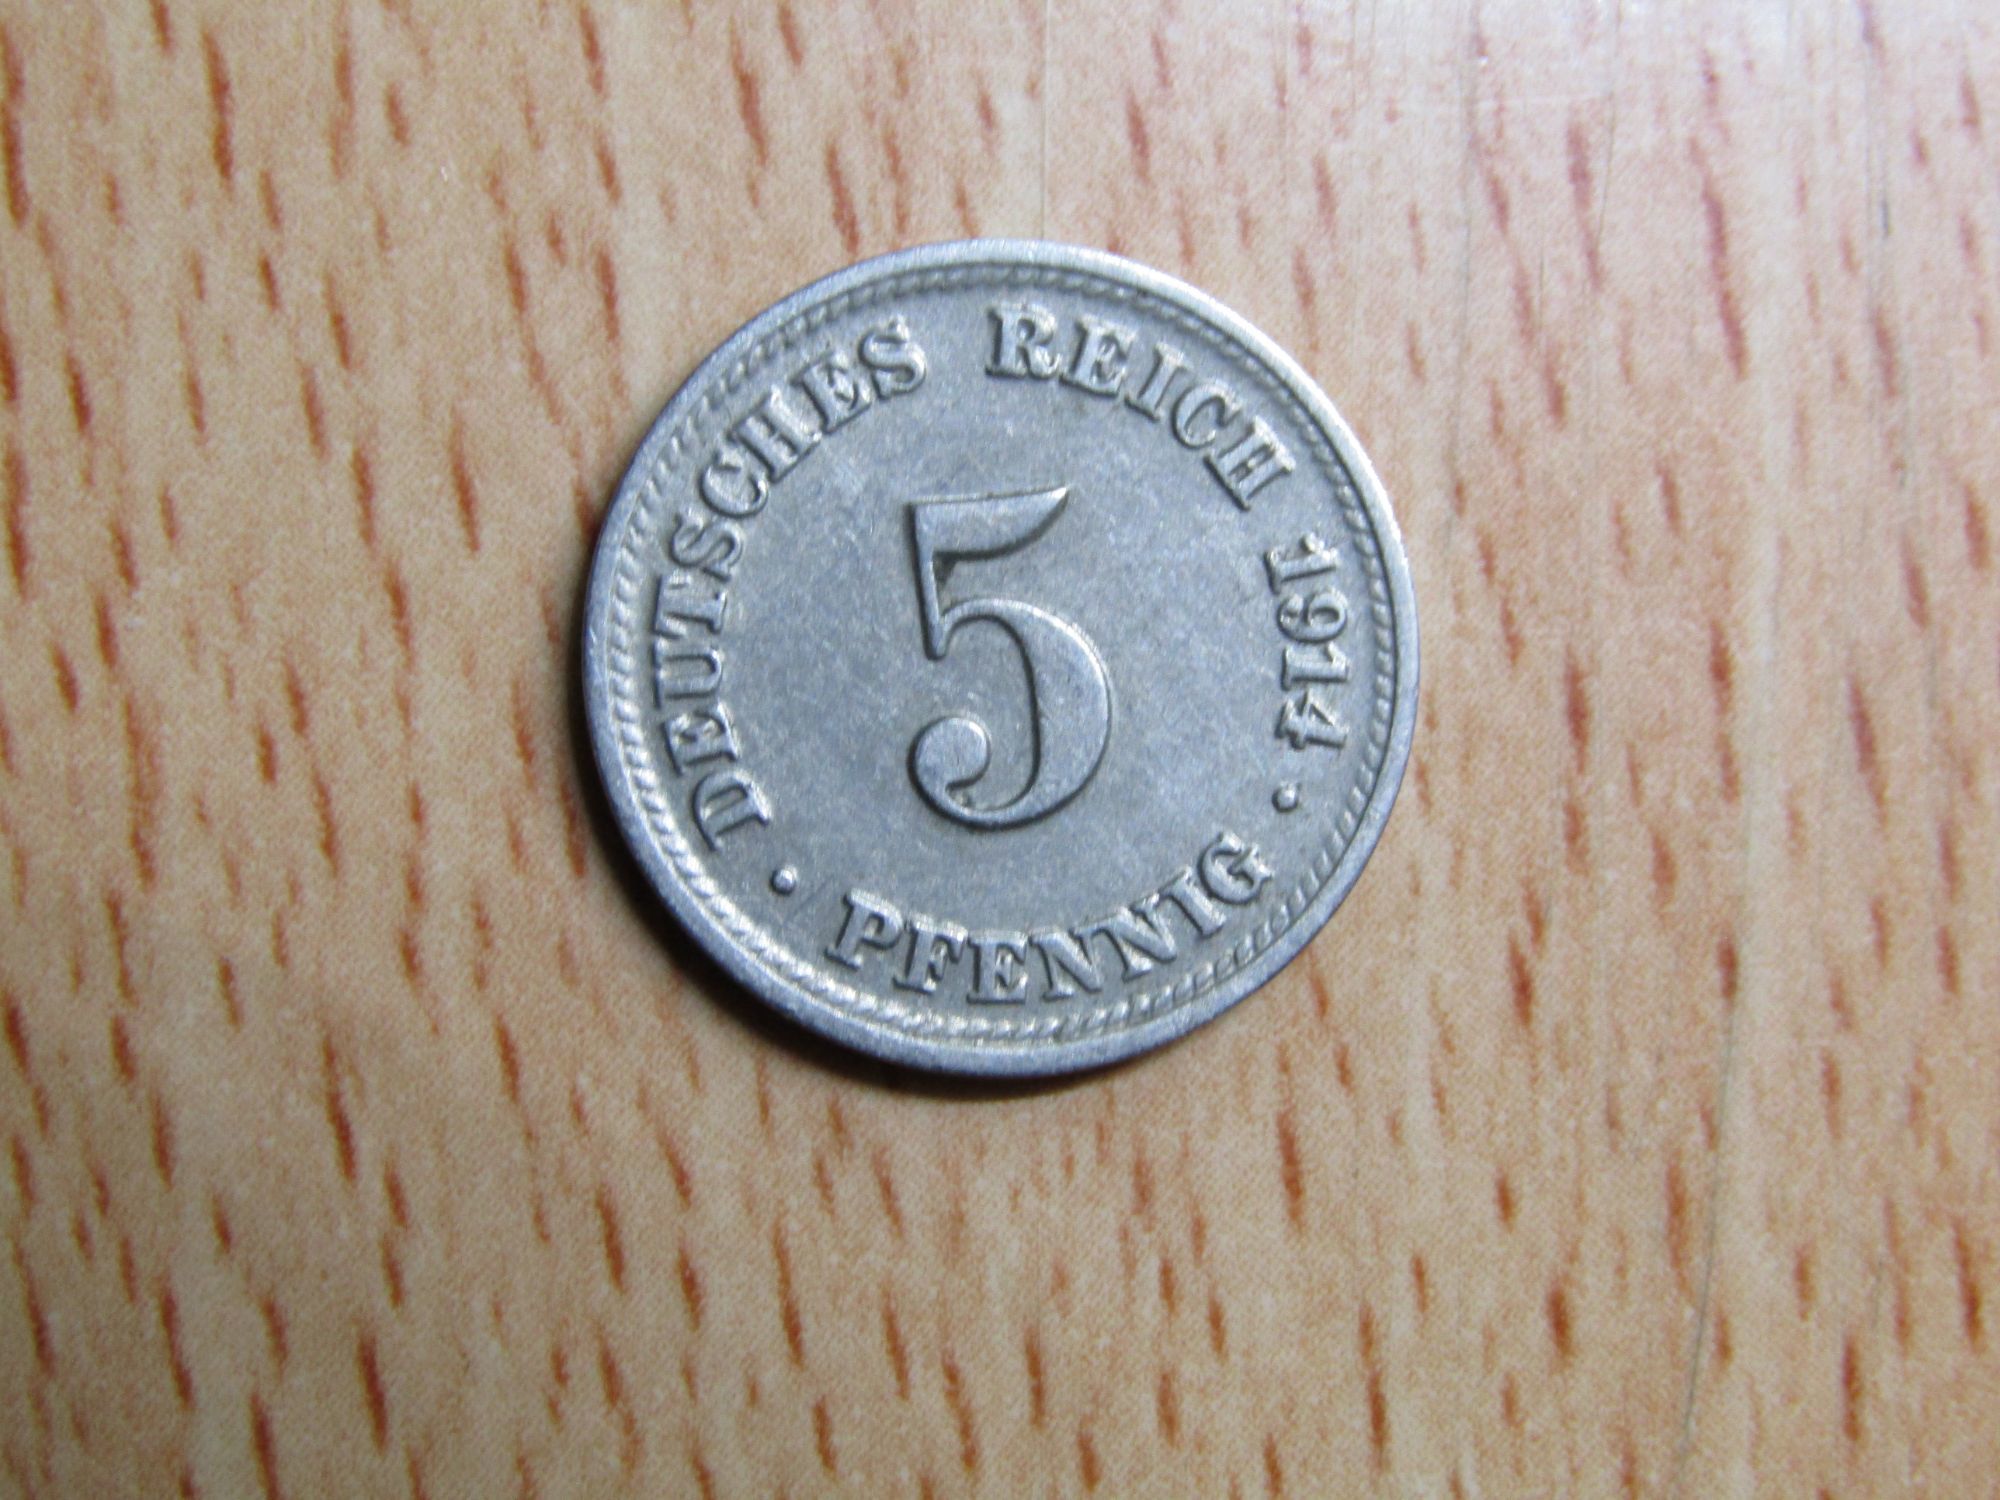 DEUTSCHES REICH 1914
5
· PFENNIG ·